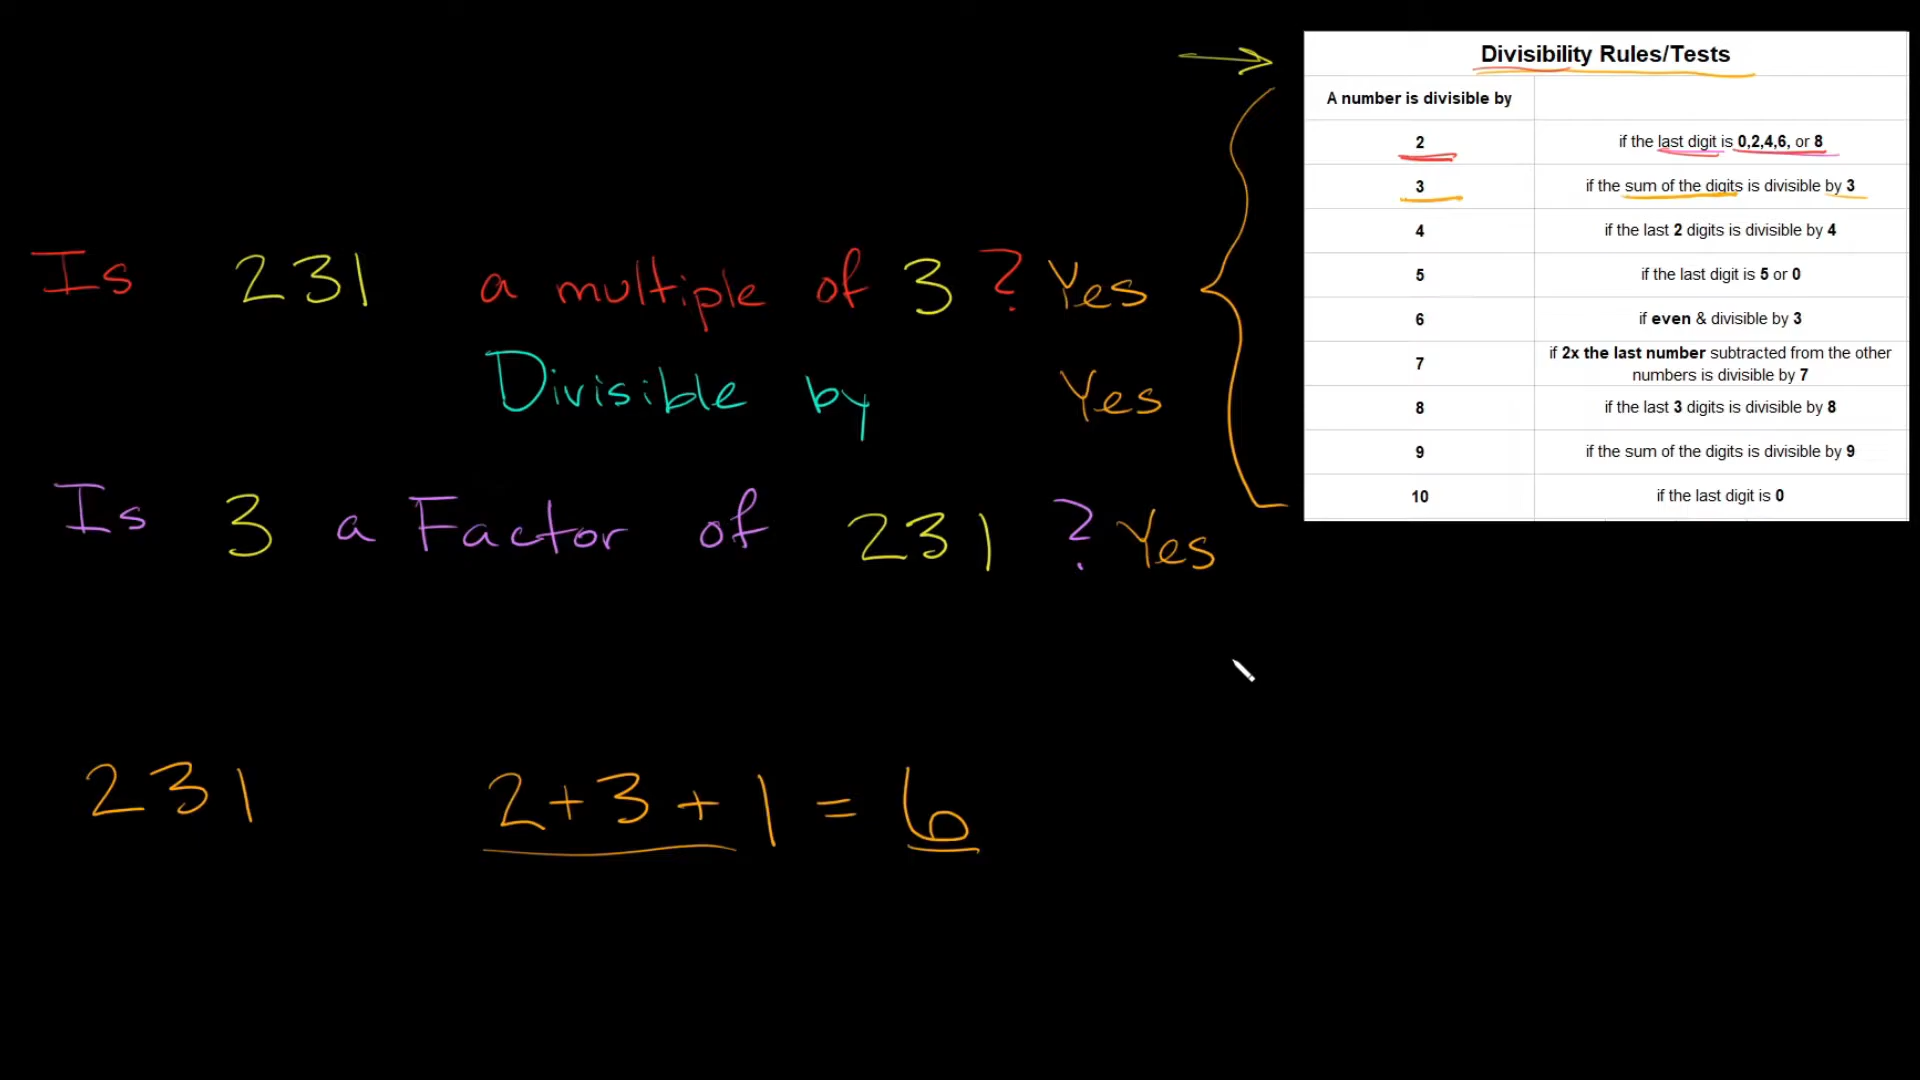 Divisibility Rules/Tests
A number is divisible by
2 if the last digit is 0,2,4,6, or 8
3 if the sum of the digits is divisible by 3
4 if the last 2 digits is divisible by 4
5 if the last digit is 5 or 0
6 if even & divisible by 3
7 if 2x the last number subtracted from the other
numbers is divisible by 7
8 if the last 3 digits is divisible by 8
9 if the sum of the digits is divisible by 9
10 if the last digit is 0
Is 231 a multiple of 3 ? Yes
Divisible by Yes
Is 3 a Factor of 231 ? Yes
231 2+3+1 = 6